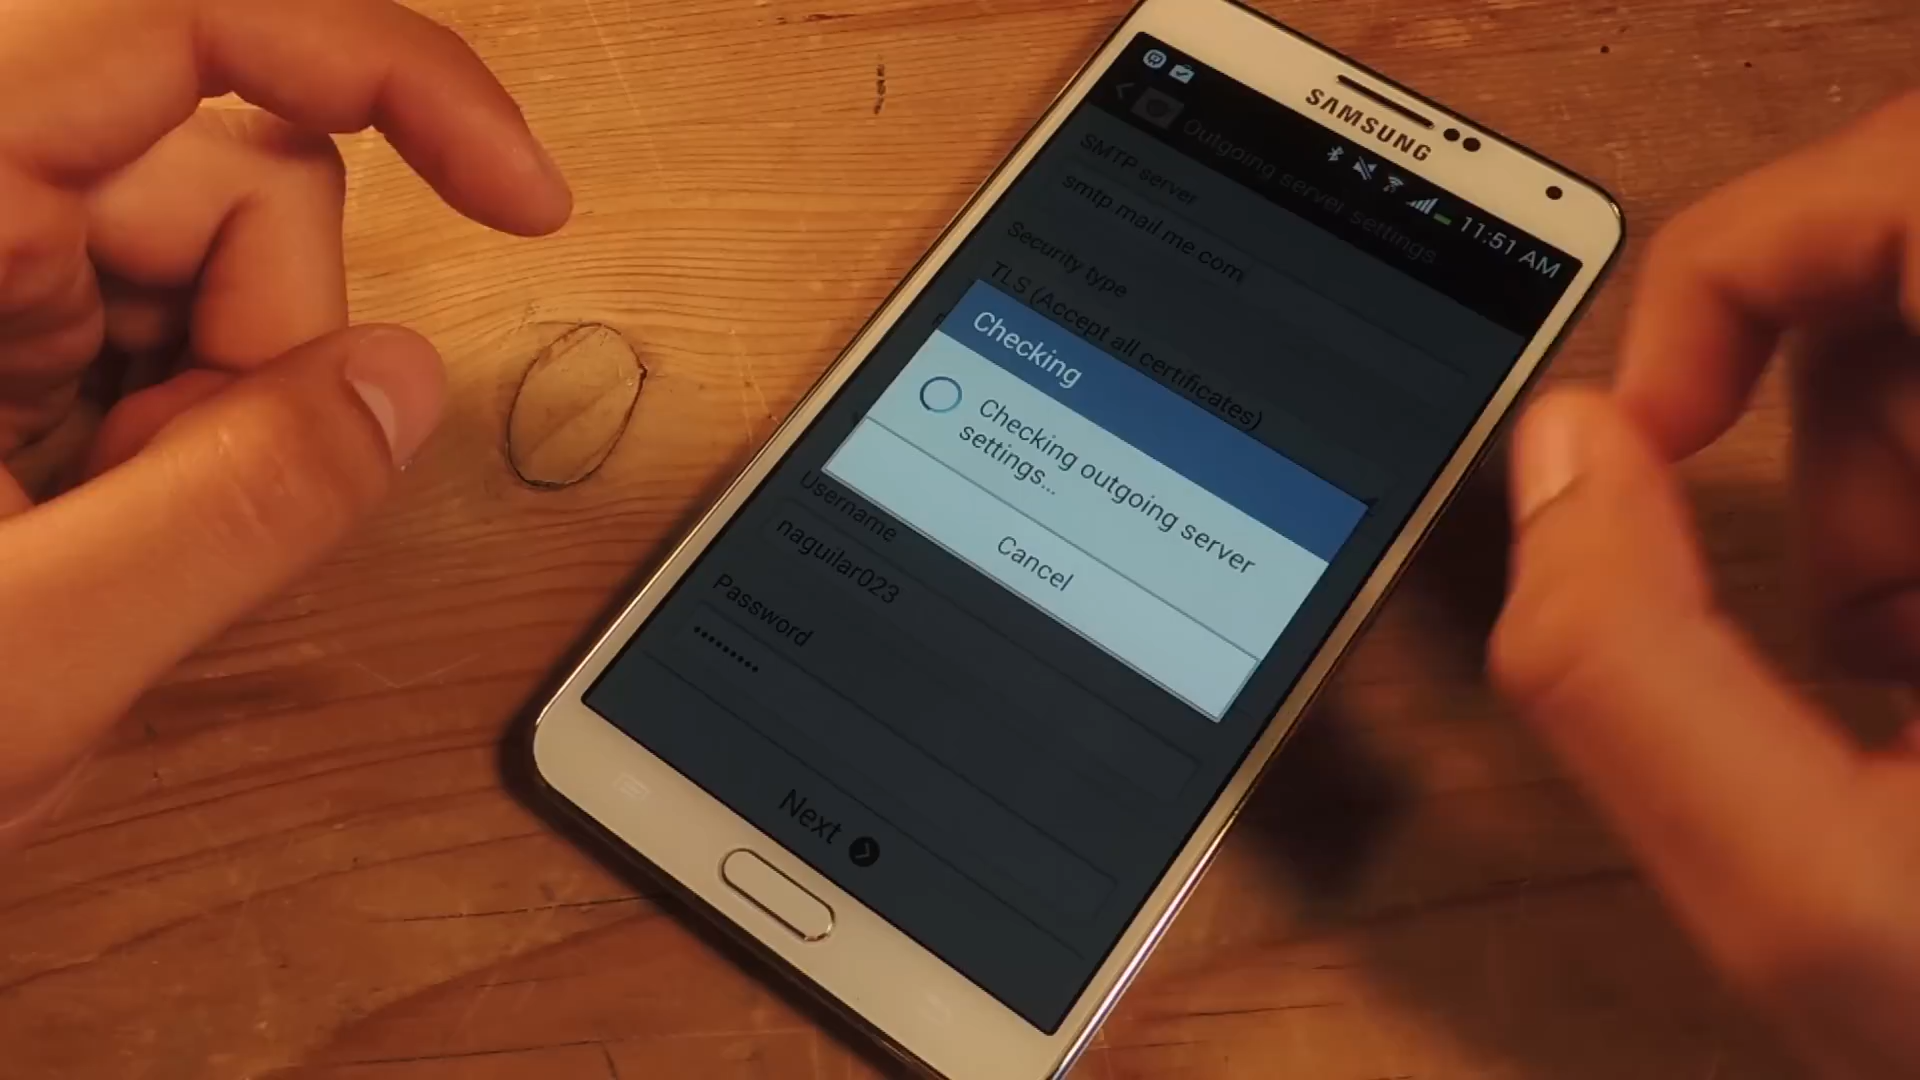 SAMSUNG
11:51 AM
Outgoing server settings
SMTP server
smtp mail me com
Security type
TLS (Accept all certificates)
Checking
Checking outgoing server
settings...
Cancel
Username
naguilar023
Password
•••••••••
Next